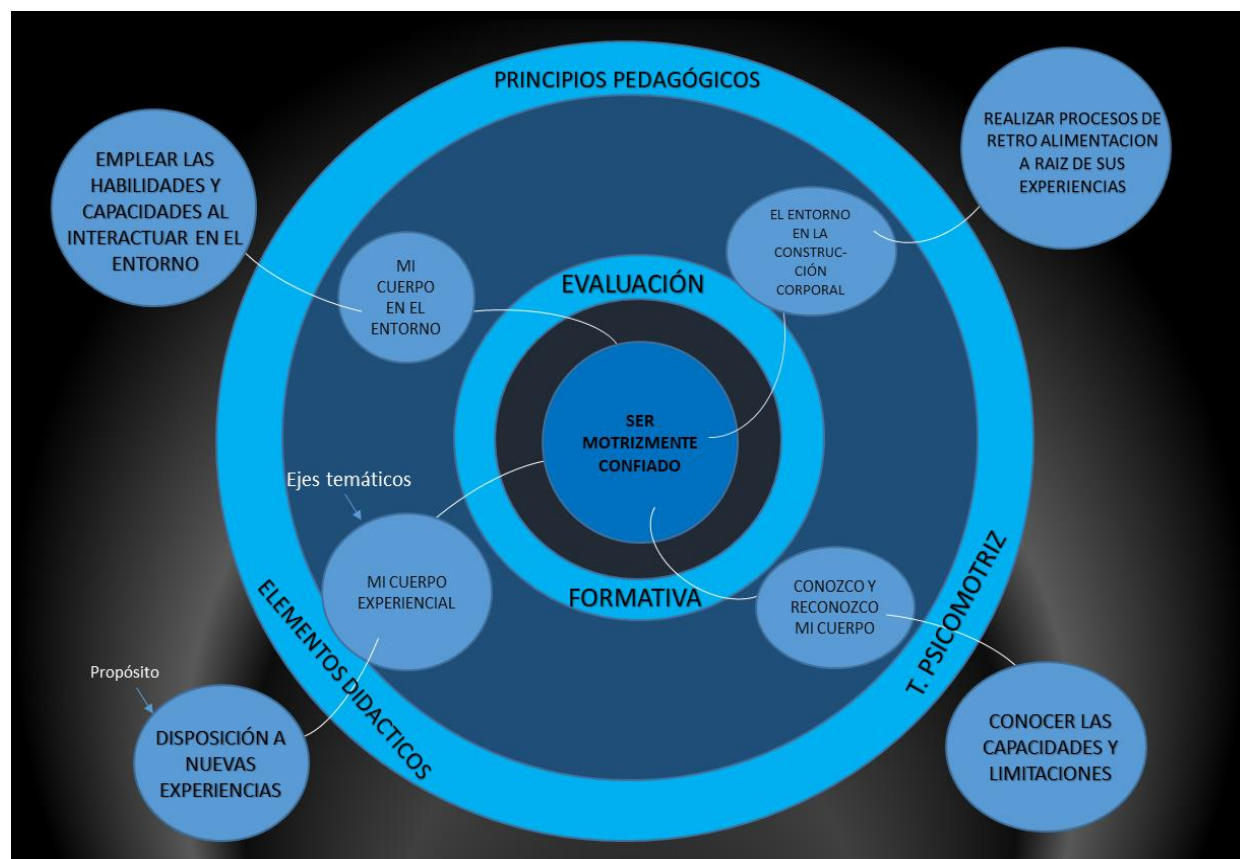 PRINCIPIOS PEDAGÓGICOS
REALIZAR PROCESOS DE
RETRO ALIMENTACION
A RAIZ DE SUS
EXPERIENCIAS
EMPLEAR LAS
HABILIDADES Y
CAPACIDADES AL
INTERACTUAR EN EL
ENTORNO
EL ENTORNO
EN LA
CONSTRUC-
CIÓN
CORPORAL
MI
CUERPO
EN EL
ENTORNO
EVALUACIÓN
SER
MOTRIZMENTE
CONFIADO
Ejes temáticos
MI CUERPO
EXPERIENCIAL
FORMATIVA
CONOZCO Y
RECONOZCO
MI CUERPO
ELEMENTOS DIDACTICOS
T. PSICOMOTRIZ
Propósito
DISPOSICIÓN A
NUEVAS
EXPERIENCIAS
CONOCER LAS
CAPACIDADES Y
LIMITACIONES